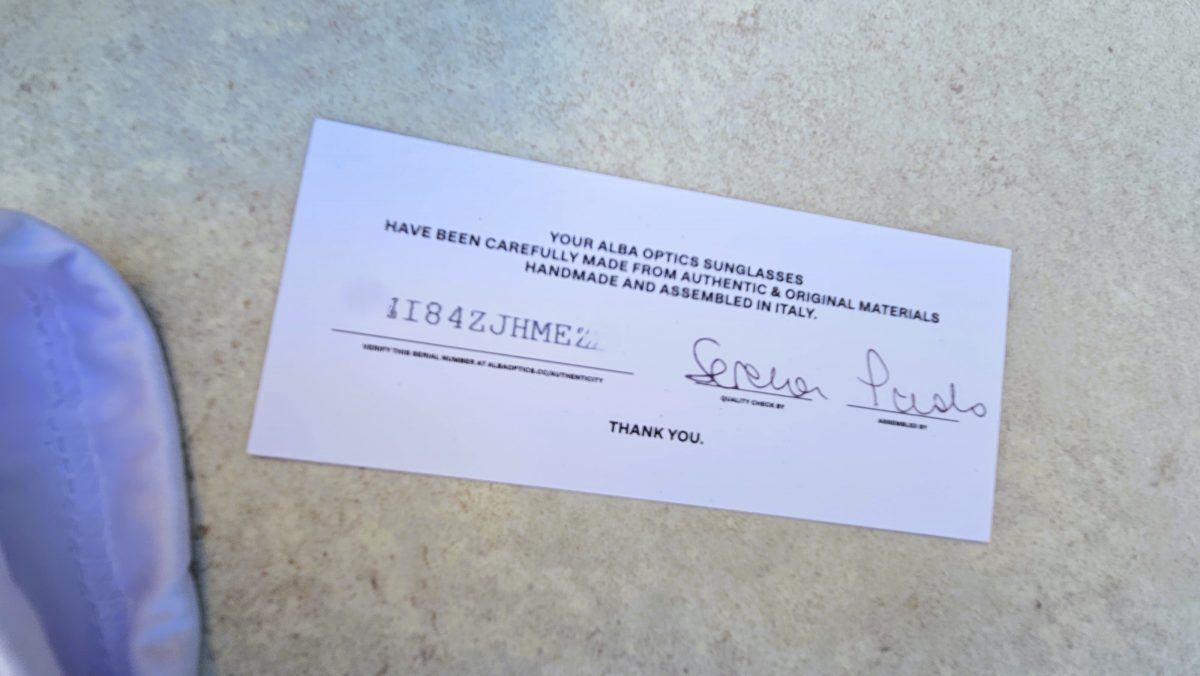 YOUR ALBA OPTICS SUNGLASSES
HAVE BEEN CAREFULLY MADE FROM AUTHENTIC & ORIGINAL MATERIALS
HANDMADE AND ASSEMBLED IN ITALY.
VERIFY THIS SERIAL NUMBER AT ALBAOPTICS.CC/AUTHENTICITY
QUALITY CHECK BY
ASSEMBLED BY
THANK YOU.